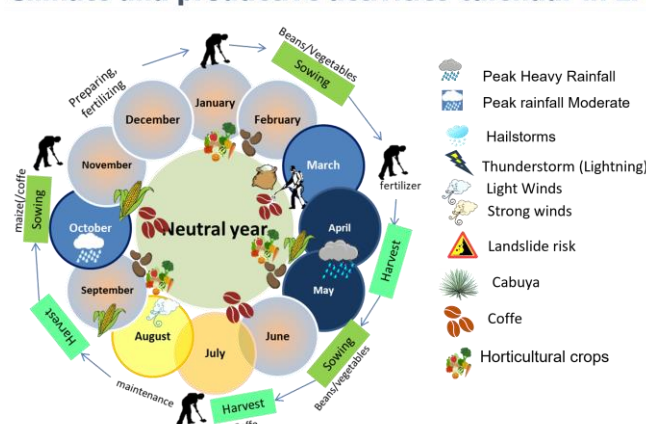 Beans/Vegetables
Sowing
Preparing,
fertilizing
January
February
December
March
November
fertilizer
Sowing
maize(/coffe
October
Neutral year
April
Harvest
September
May
Harvest
August
July
June
Sowing
Beans/vegetables
maintenance
Harvest
Peak Heavy Rainfall
Peak rainfall Moderate
Hailstorms
Thunderstorm (Lightning)
Light Winds
Strong winds
Landslide risk
Cabuya
Coffe
Horticultural crops